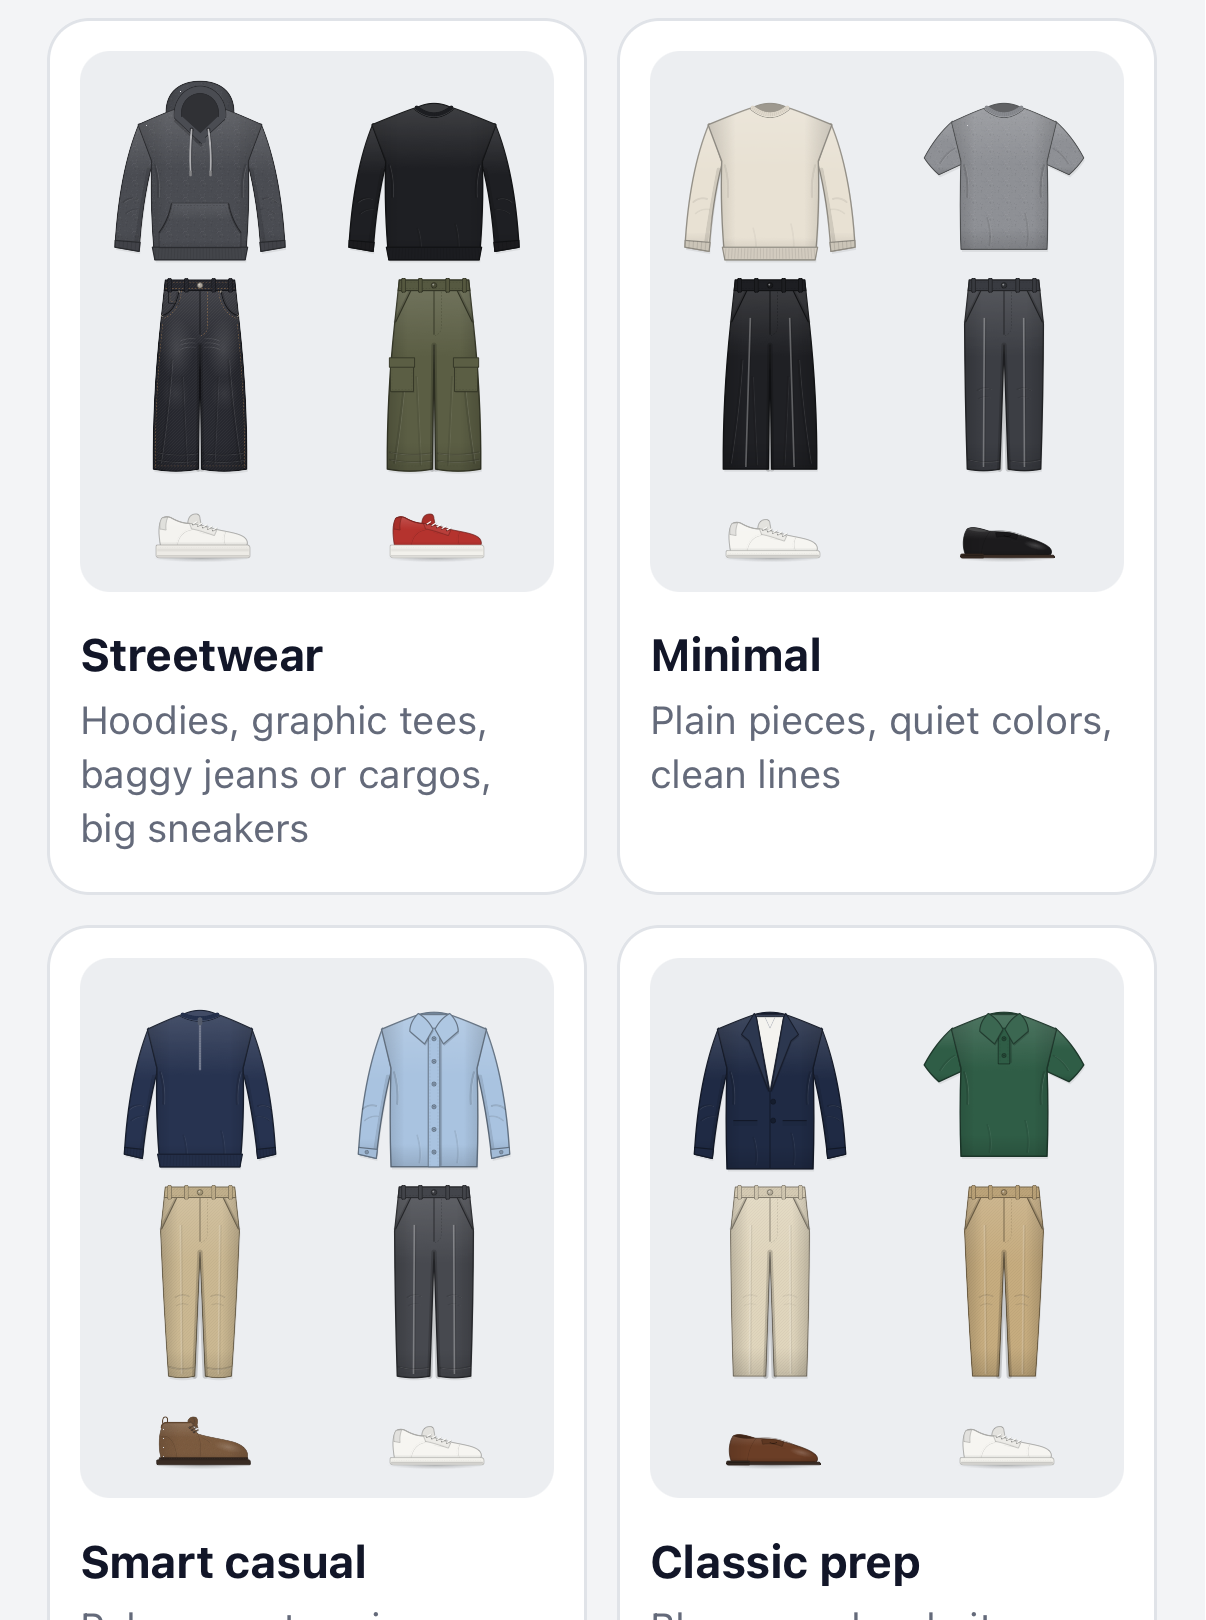 Streetwear
Hoodies, graphic tees,
baggy jeans or cargos,
big sneakers
Minimal
Plain pieces, quiet colors,
clean lines
Smart casual
Classic prep